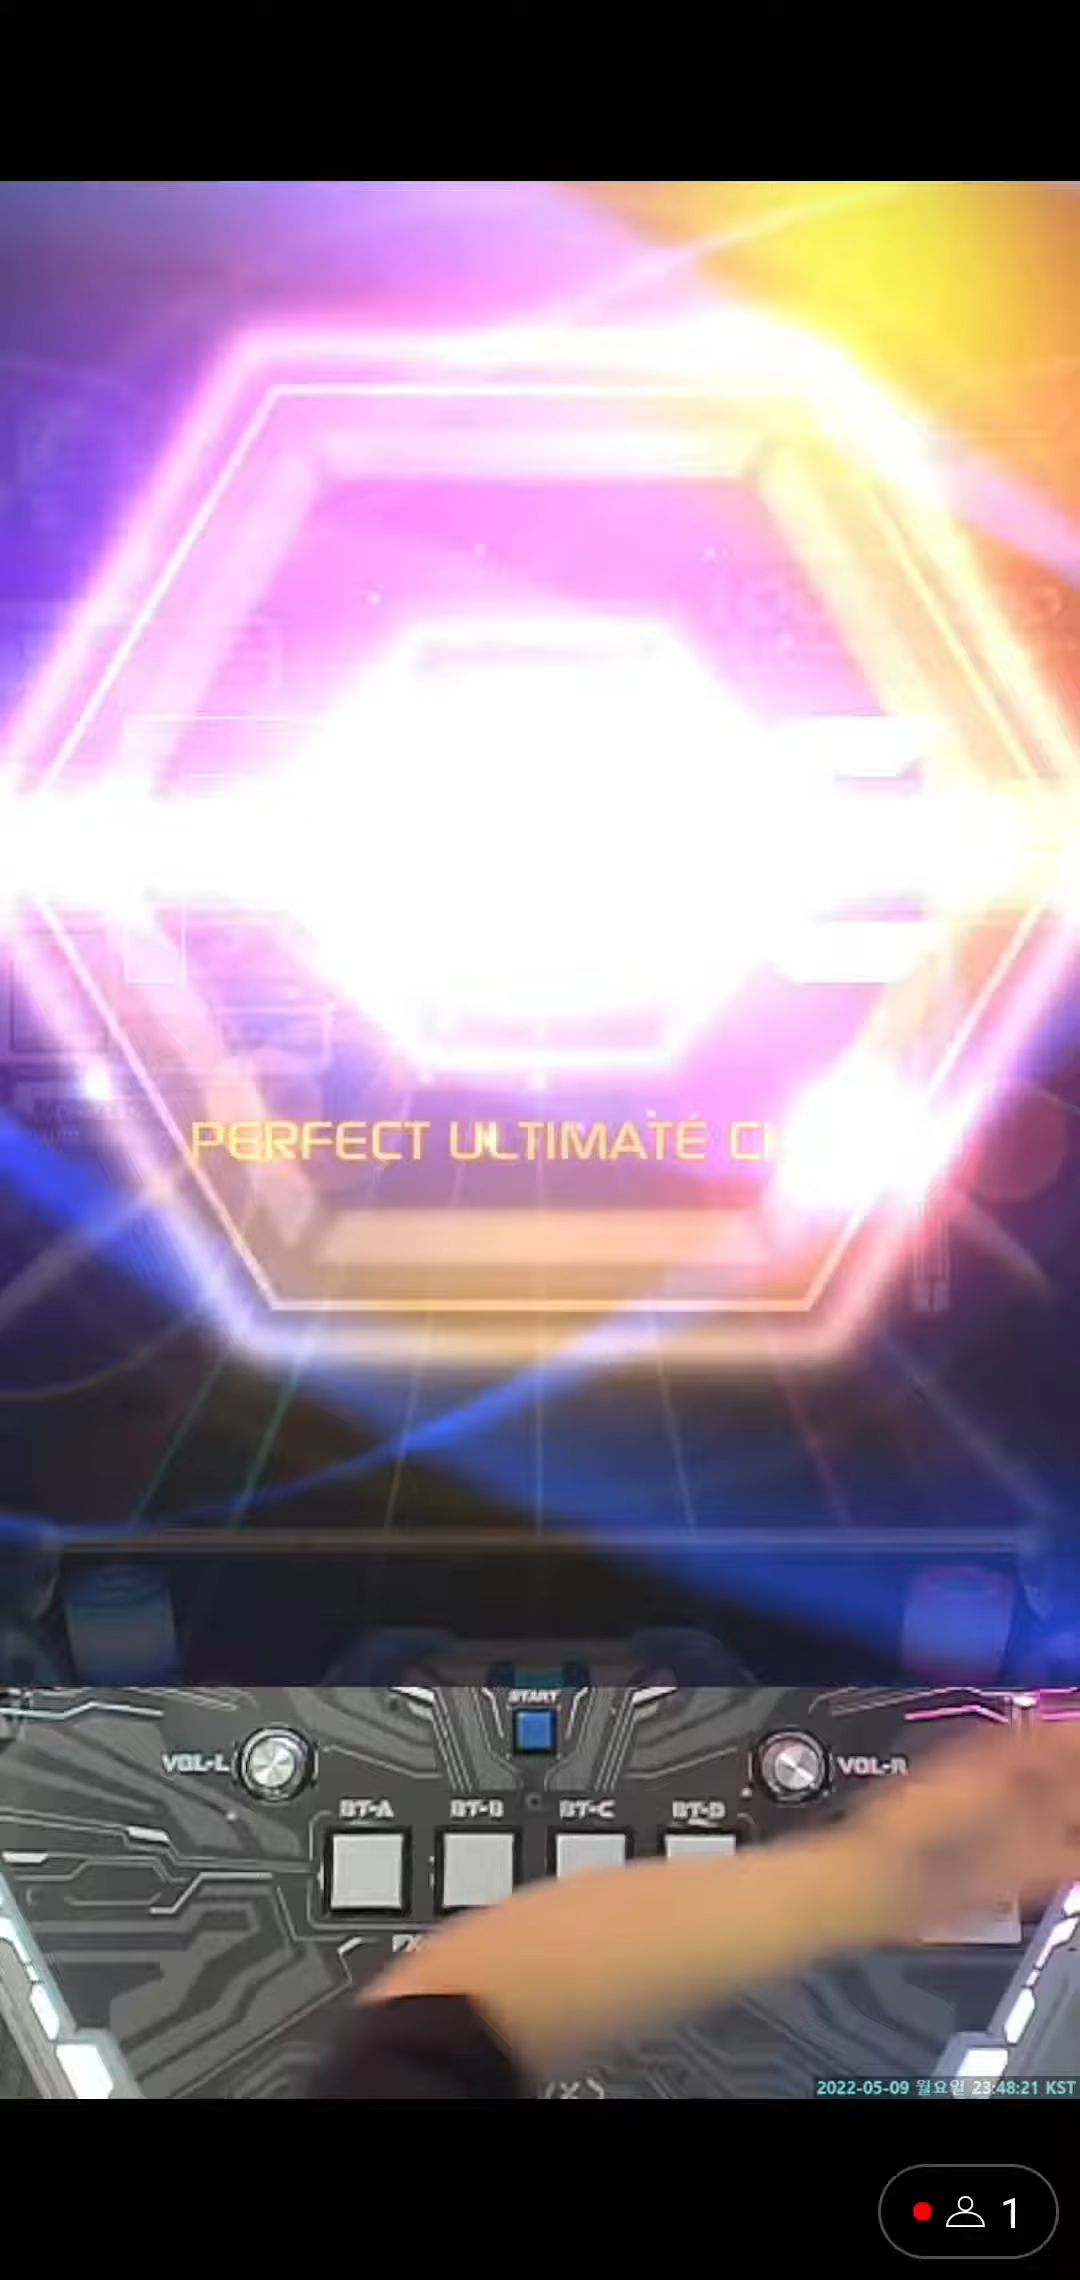 PERFECT ULTIMATE
START
VOL-L
VOL-R
BT-A
BT-B
BT-C
BT-D
2022-05-09 월요일 23:48:21 KST
1